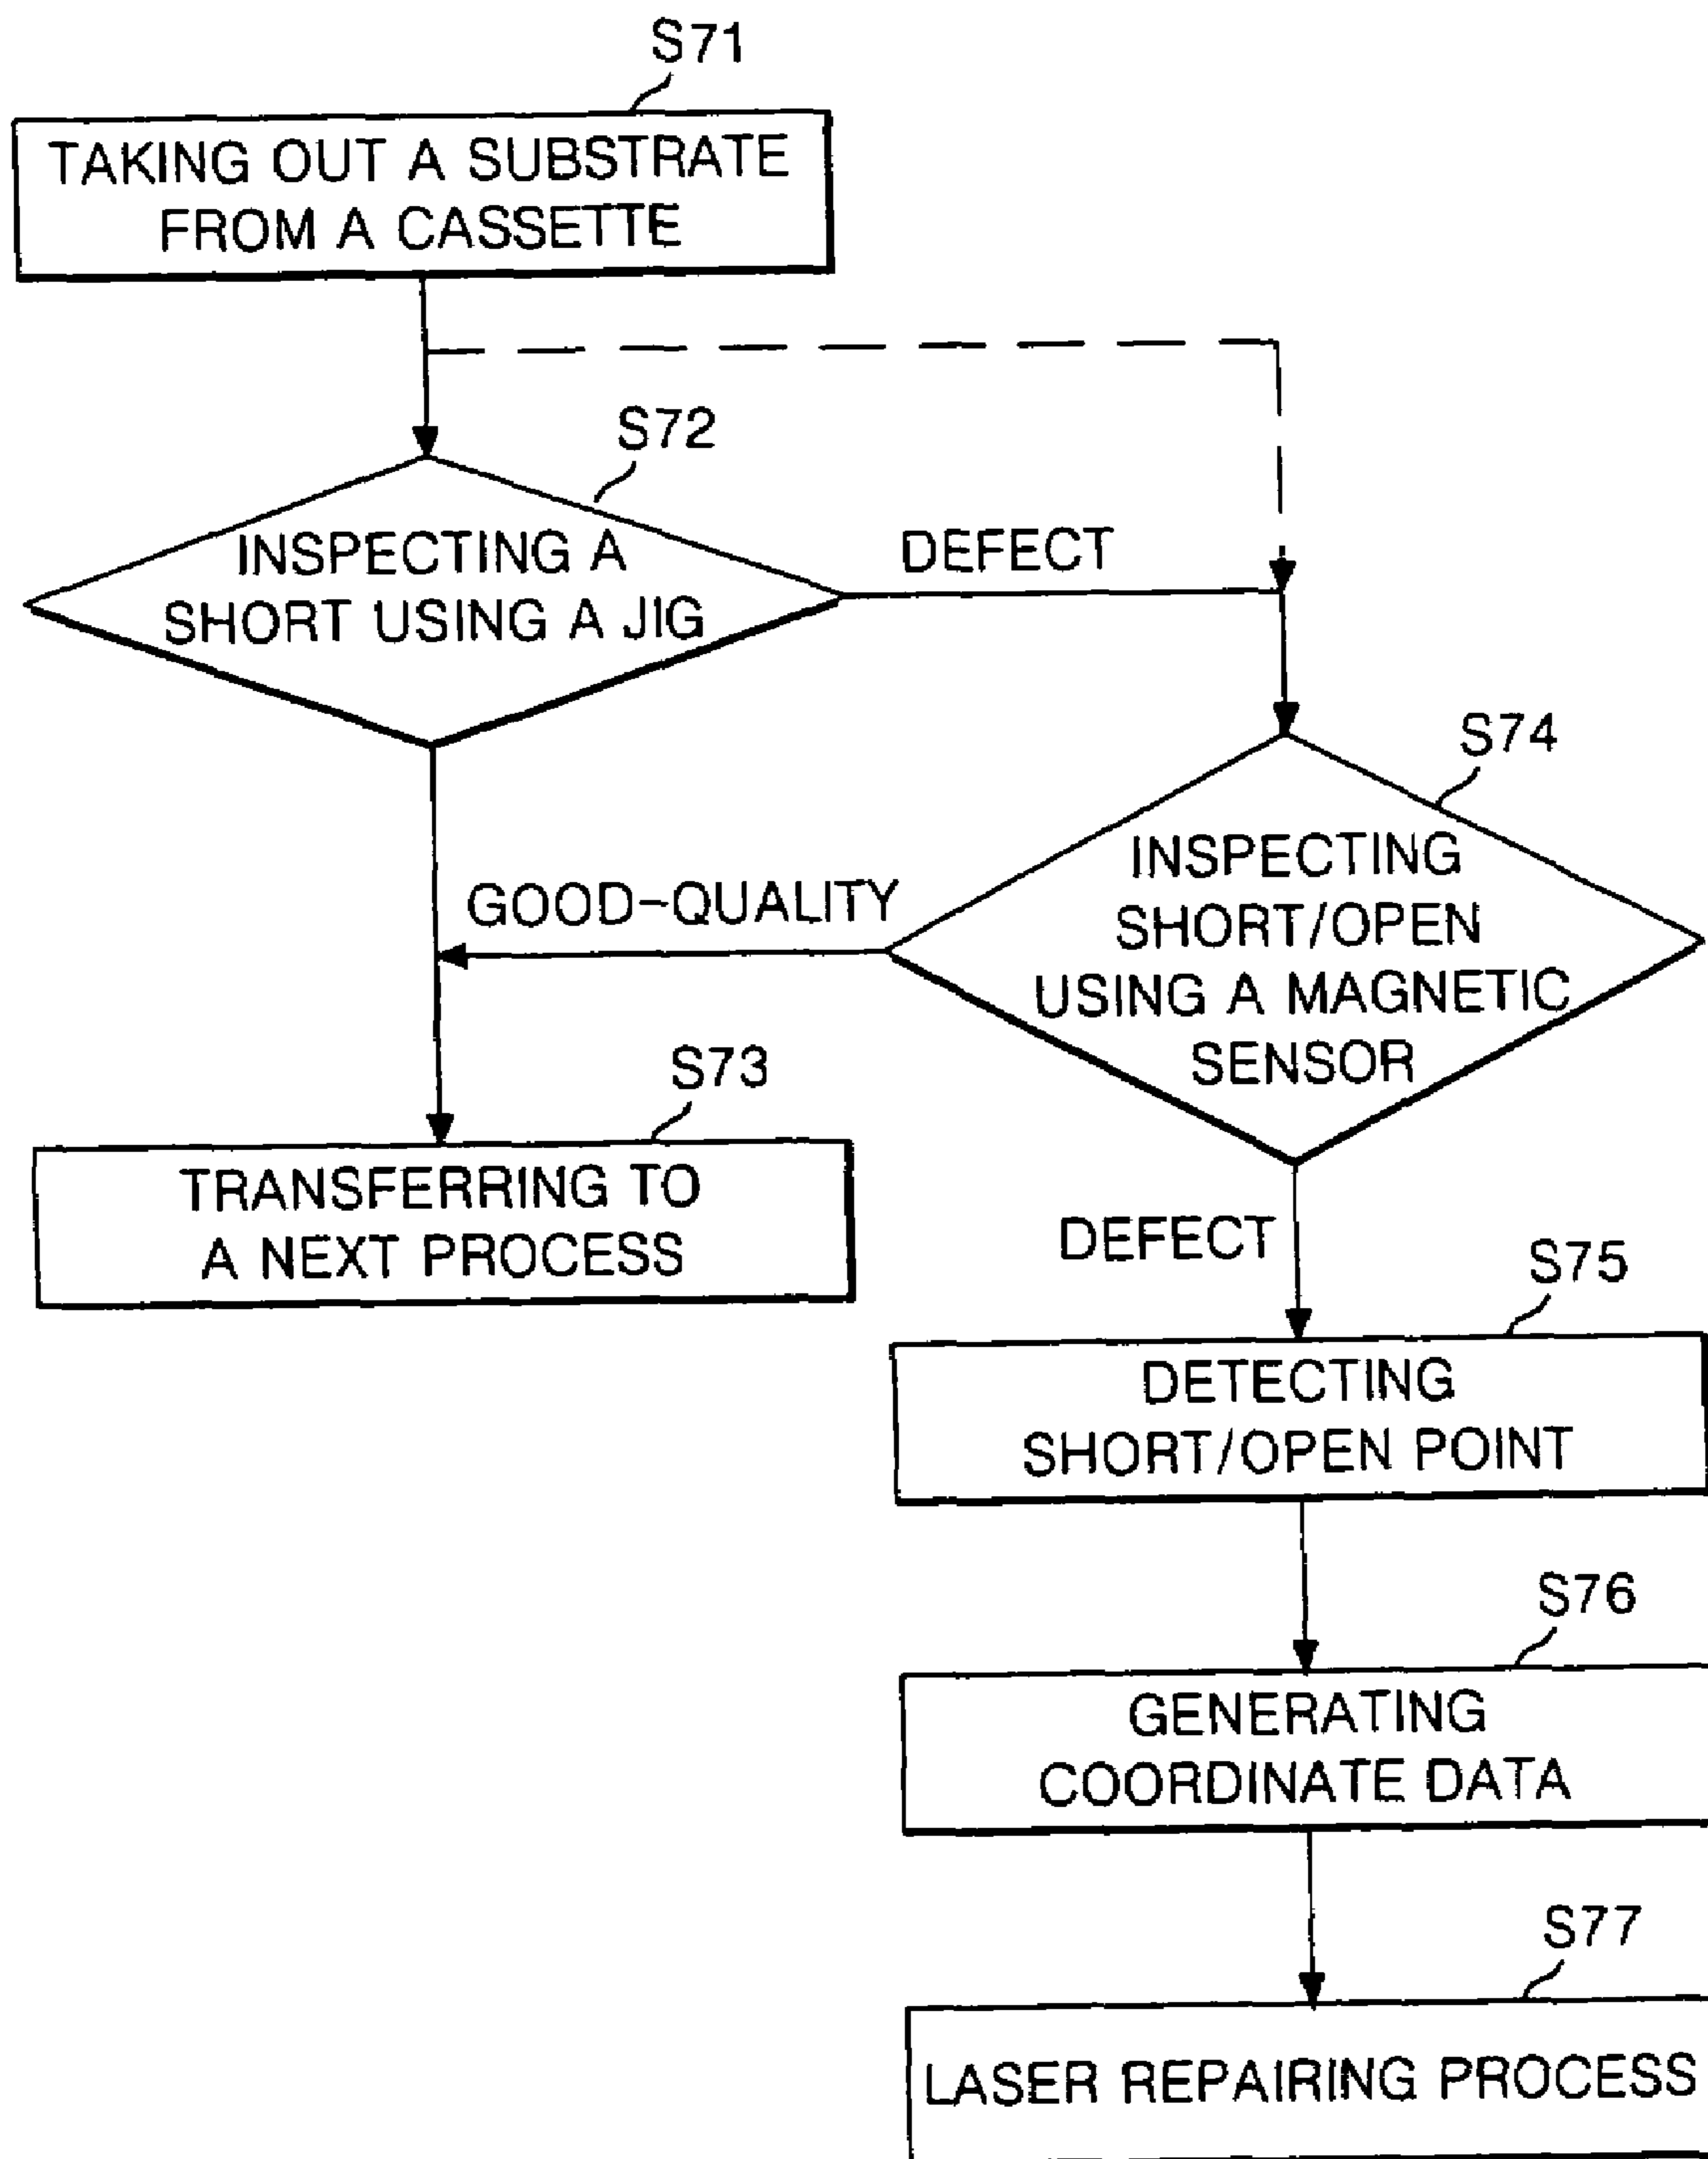 S71
TAKING OUT A SUBSTRATE
FROM A CASSETTE
S72
INSPECTING A
SHORT USING A JIG
DEFECT
S74
INSPECTING
SHORT/OPEN
USING A MAGNETIC
SENSOR
GOOD-QUALITY
S73
TRANSFERRING TO
A NEXT PROCESS
DEFECT
S75
DETECTING
SHORT/OPEN POINT
S76
GENERATING
COORDINATE DATA
S77
LASER REPAIRING PROCESS